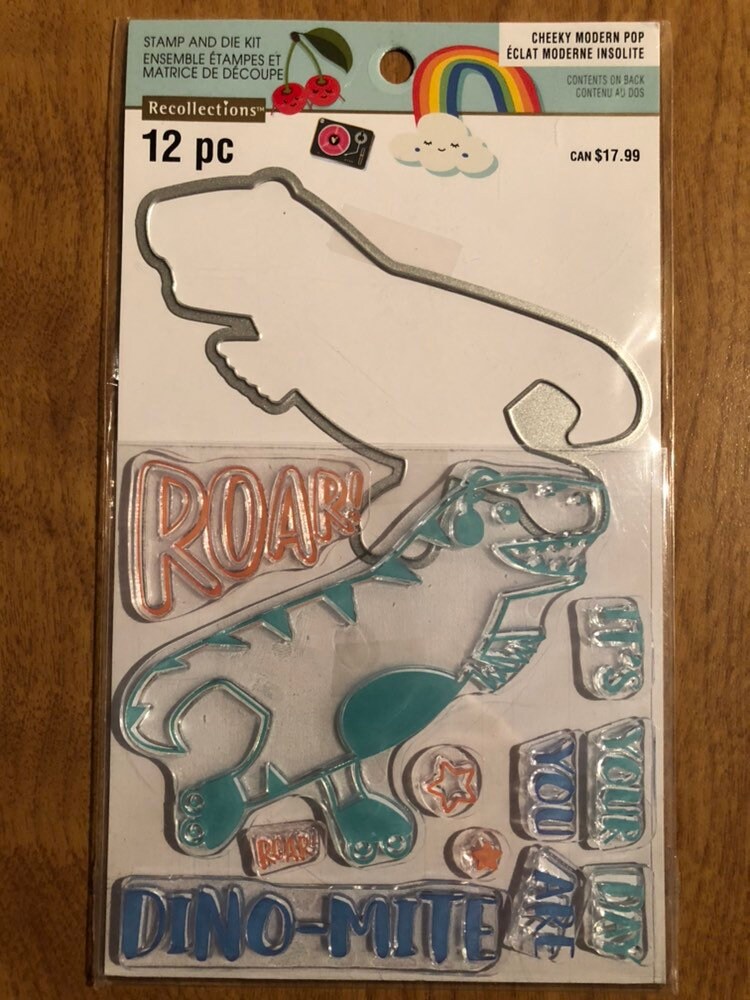 STAMP AND DIE KIT
ENSEMBLE ÉTAMPES ET
MATRICE DE DÉCOUPE
CHEEKY MODERN POP
ÉCLAT MODERNE INSOLITE
CONTENTS ON BACK
CONTENU AU DOS
Recollections™
12 pc
CAN $17.99
ROAR!
IT'S
YOUR
YOU
DAY
ARE
ROAR!
DINO-MITE